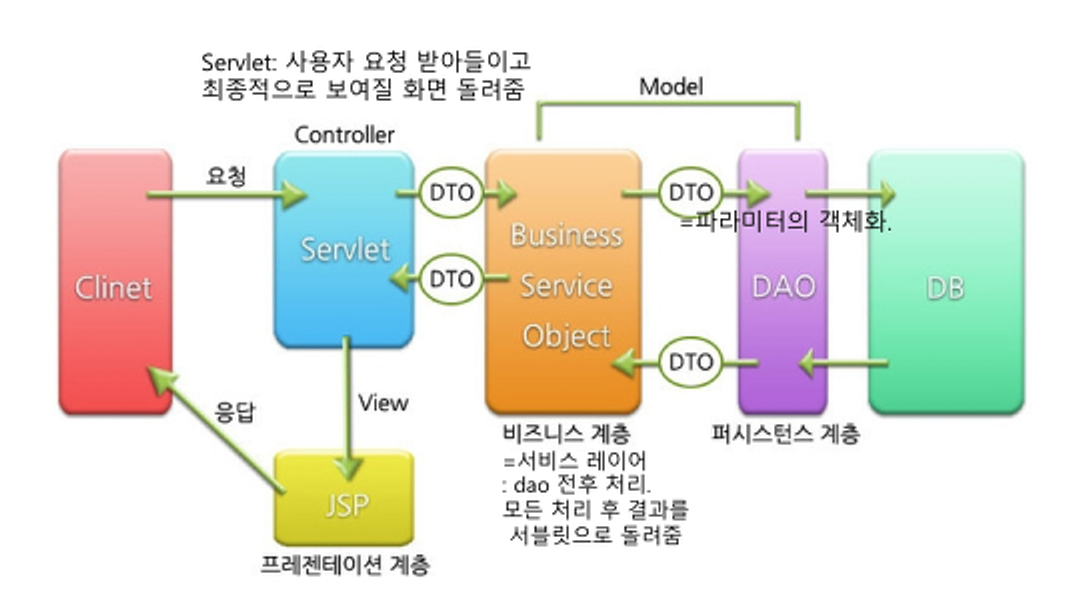 Servlet: 사용자 요청 받아들이고
최종적으로 보여질 화면 돌려줌
Model
Controller
요청
DTO
DTO
=파라미터의 객체화.
Clinet
Servlet
DTO
Business
Service
Object
DAO
DB
DTO
응답
View
JSP
프레젠테이션 계층
비즈니스 계층
=서비스 레이어
: dao 전후 처리.
모든 처리 후 결과를
서블릿으로 돌려줌
퍼시스턴스 계층